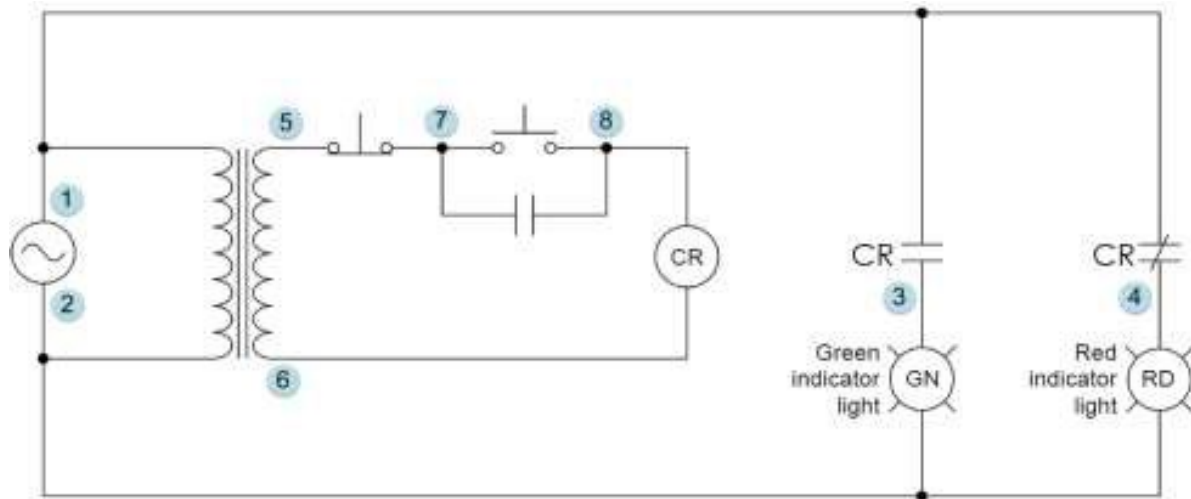 5
7
8
1
CR
CR
CR
2
3
4
Green
indicator
light
GN
Red
indicator
light
RD
6